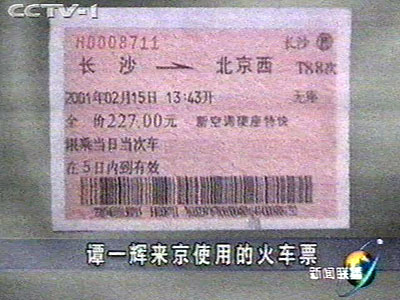 CCTV-1
H0008711 长沙 售
长沙 → 北京西 T88次
2001年02月15日 13:43开 无座
全 价227.00元 新空调硬座特快
限乘当日当次车
在5日内到有效
谭一辉来京使用的火车票
新闻联播